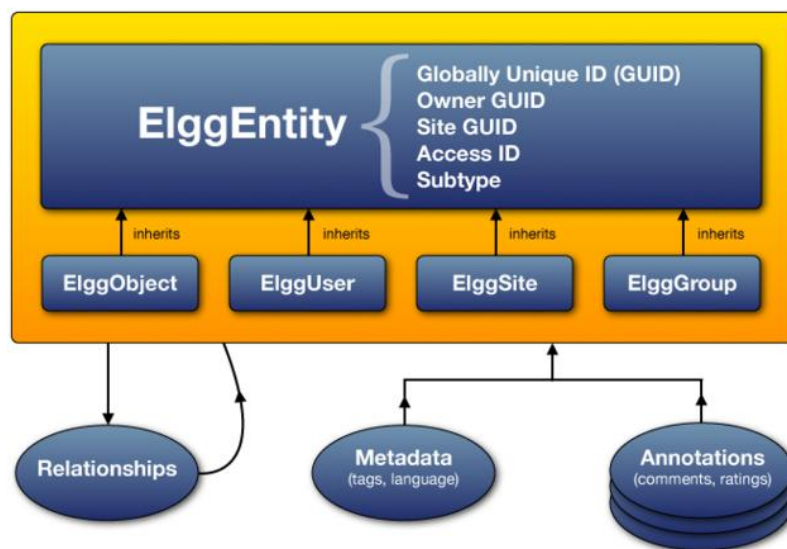 ElggEntity
Globally Unique ID (GUID)
Owner GUID
Site GUID
Access ID
Subtype
inherits
inherits
inherits
inherits
ElggObject
ElggUser
ElggSite
ElggGroup
Relationships
Metadata
(tags, language)
Annotations
(comments, ratings)